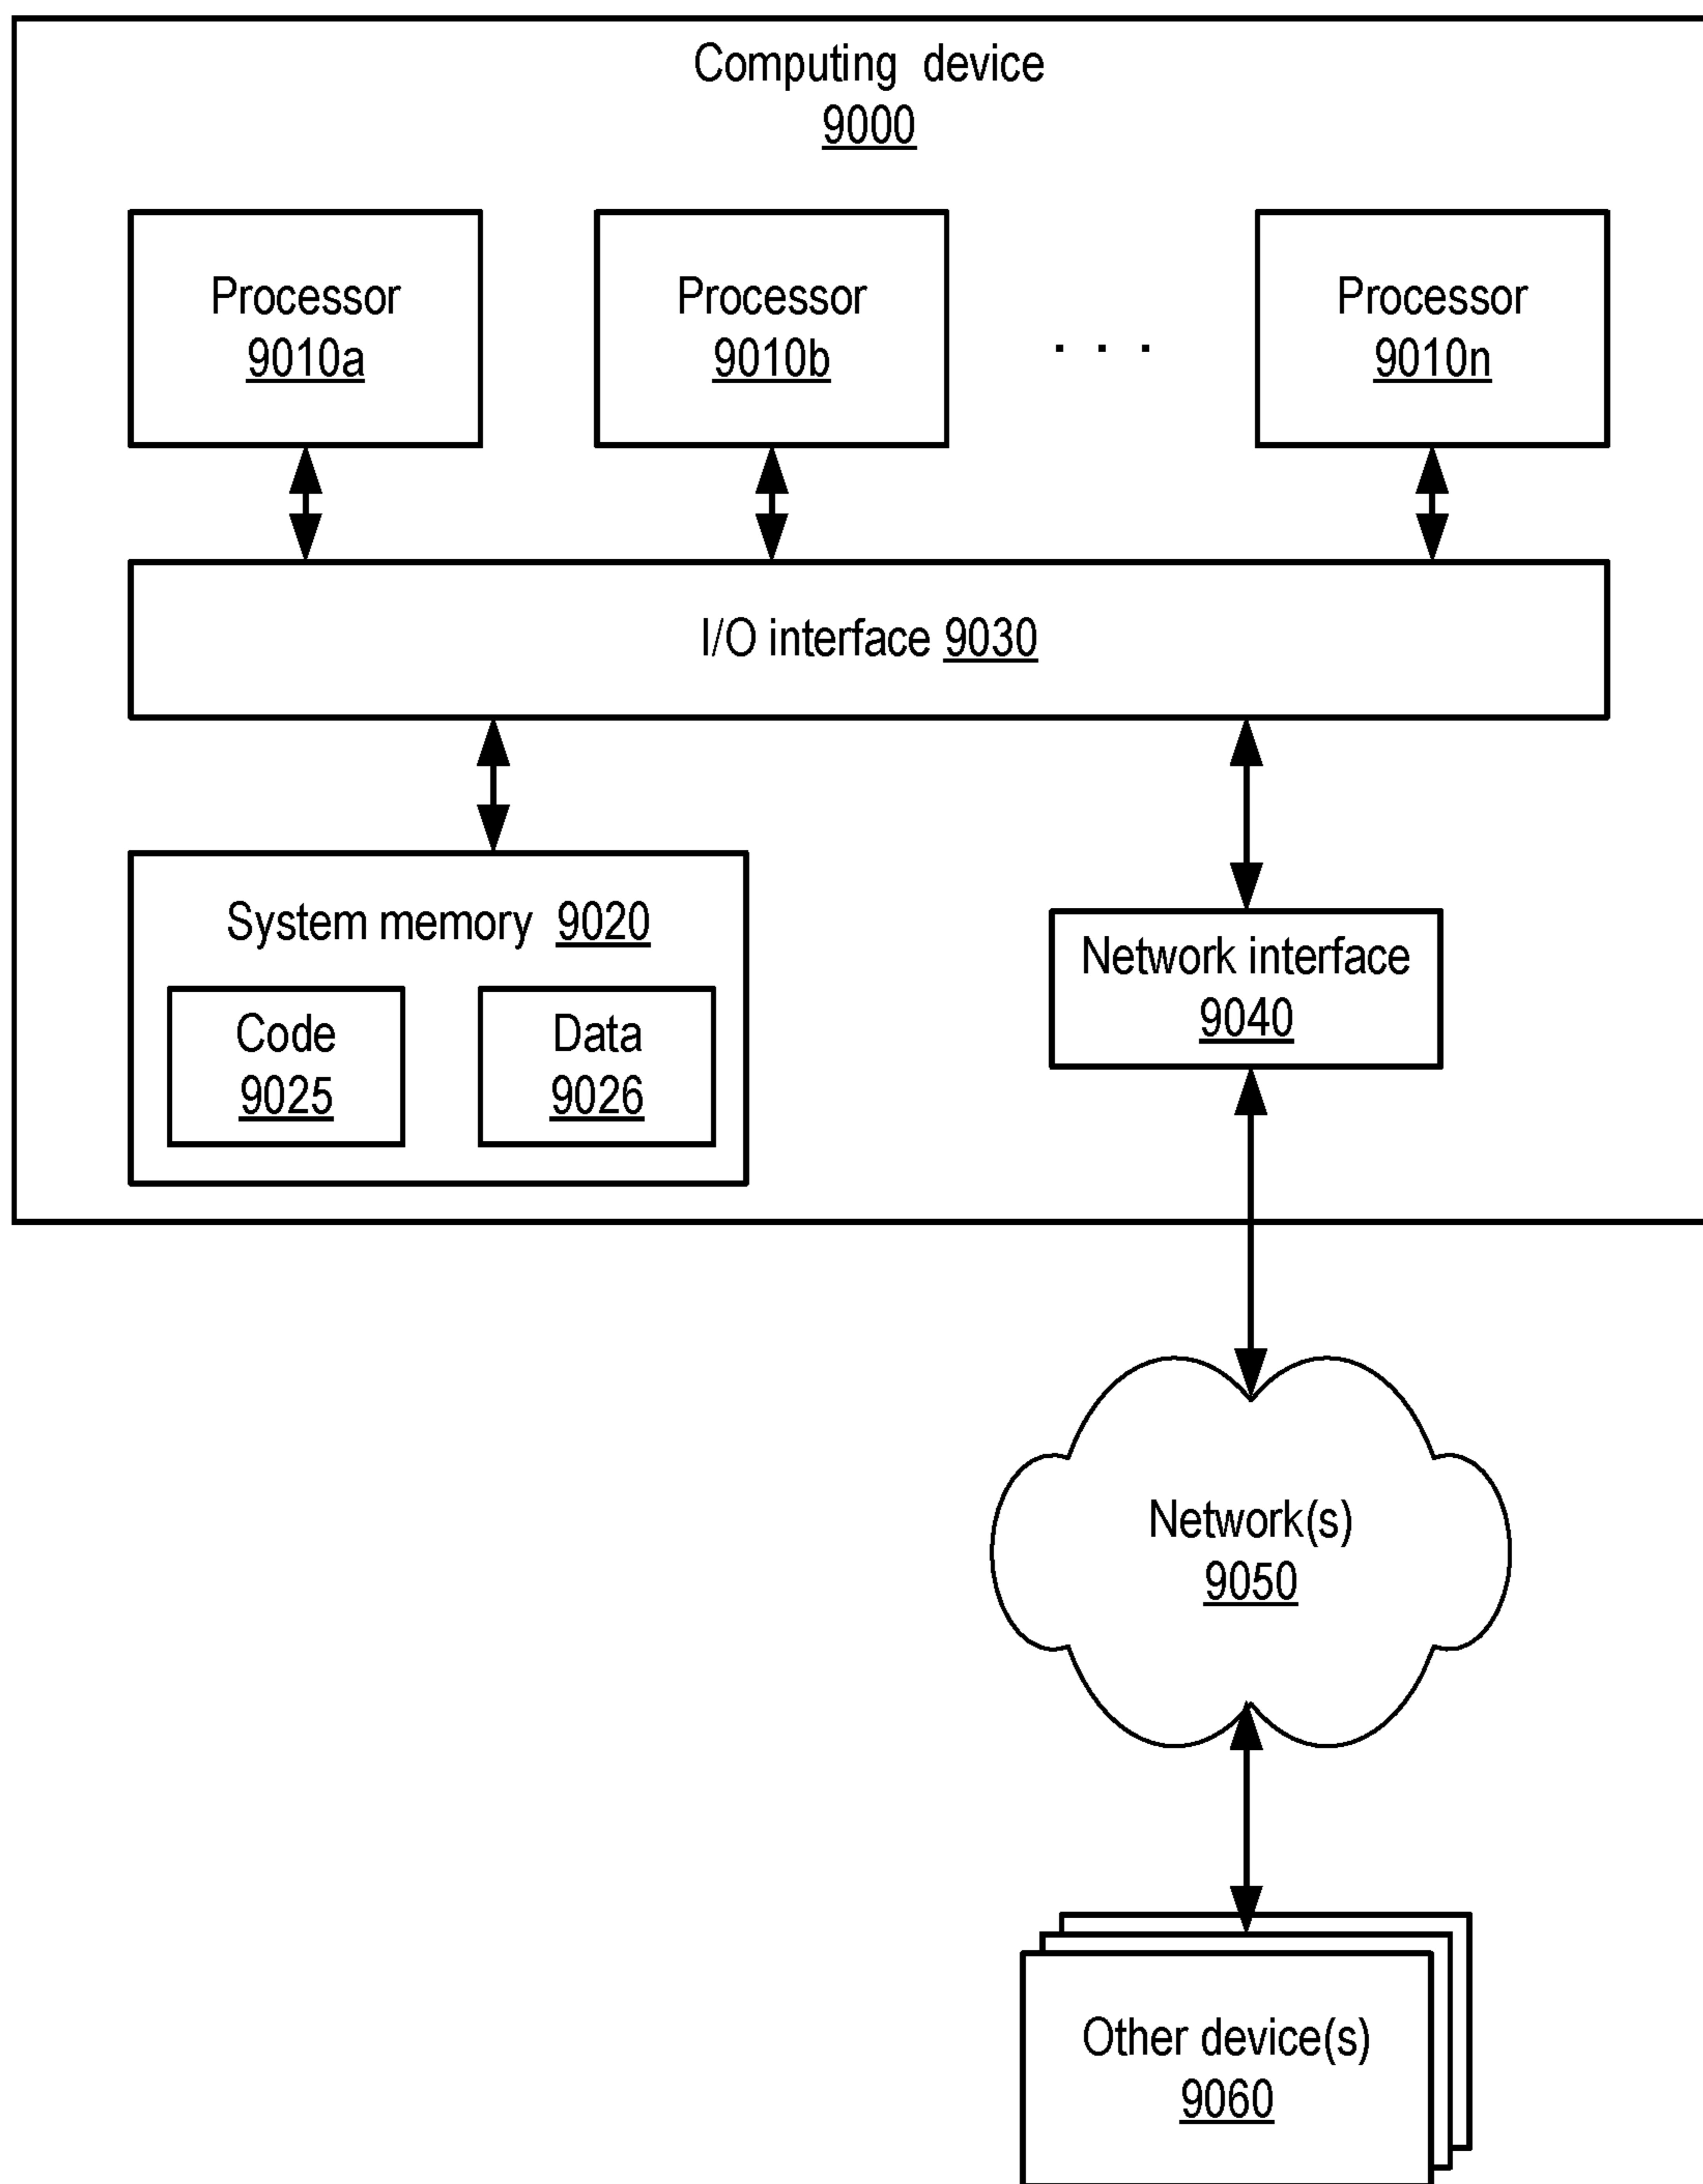 Computing device
9000
Processor
9010a
Processor
9010b
. . .
Processor
9010n
I/O interface 9030
System memory 9020
Code
9025
Data
9026
Network interface
9040
Network(s)
9050
Other device(s)
9060